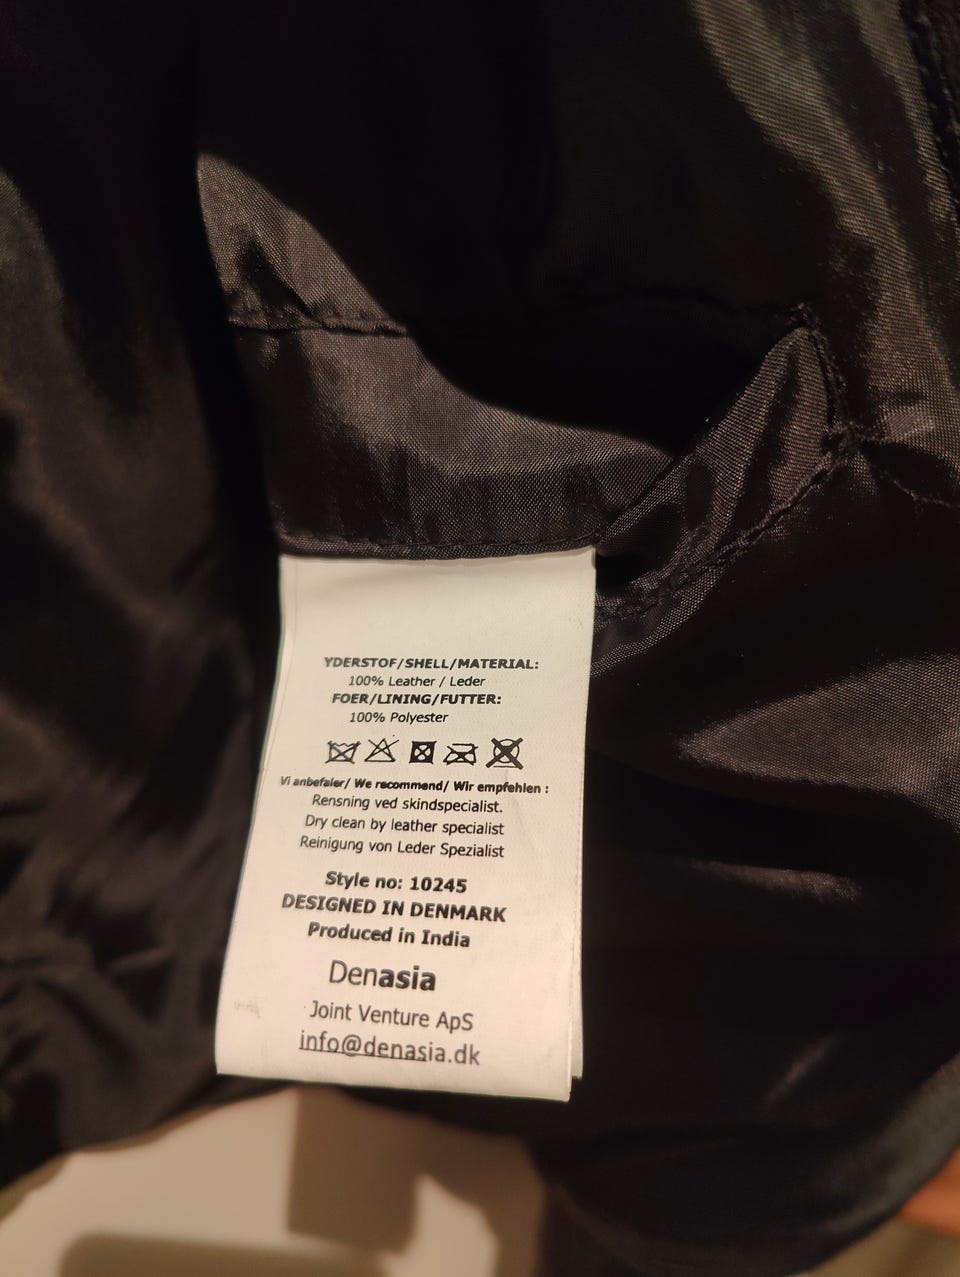 YDERSTOF/SHELL/MATERIAL:
100% Leather / Leder
FOER/LINING/FUTTER:
100% Polyester
Vi anbefaler/ We recommend/ Wir empfehlen :
Rensning ved skindspecialist.
Dry clean by leather specialist
Reinigung von Leder Spezialist
Style no: 10245
DESIGNED IN DENMARK
Produced in India
Denasia
Joint Venture ApS
info@denasia.dk